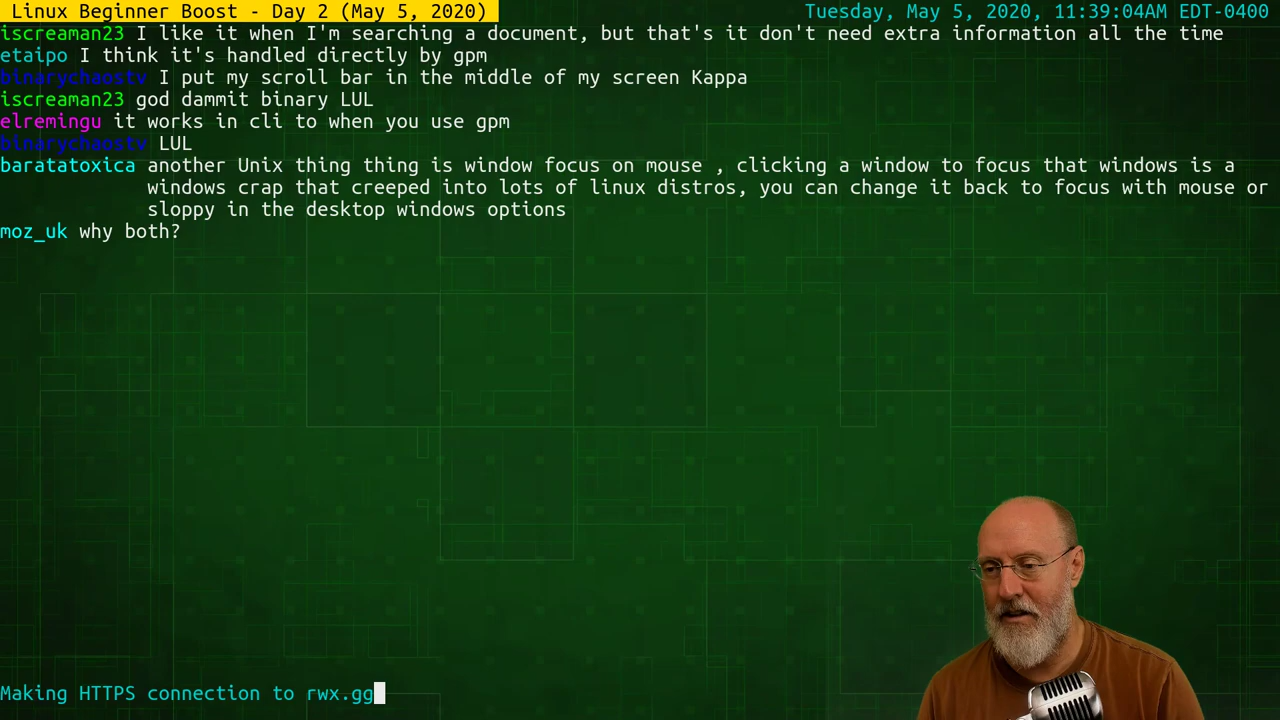 Linux Beginner Boost - Day 2 (May 5, 2020) Tuesday, May 5, 2020, 11:39:04AM EDT-0400
iscreaman23 I like it when I'm searching a document, but that's it don't need extra information all the time
etaipo I think it's handled directly by gpm
binarychaostv I put my scroll bar in the middle of my screen Kappa
iscreaman23 god dammit binary LUL
elremingu it works in cli to when you use gpm
binarychaostv LUL
baratatoxica another Unix thing thing is window focus on mouse , clicking a window to focus that windows is a
windows crap that creeped into lots of linux distros, you can change it back to focus with mouse or
sloppy in the desktop windows options
moz_uk why both?
Making HTTPS connection to rwx.gg